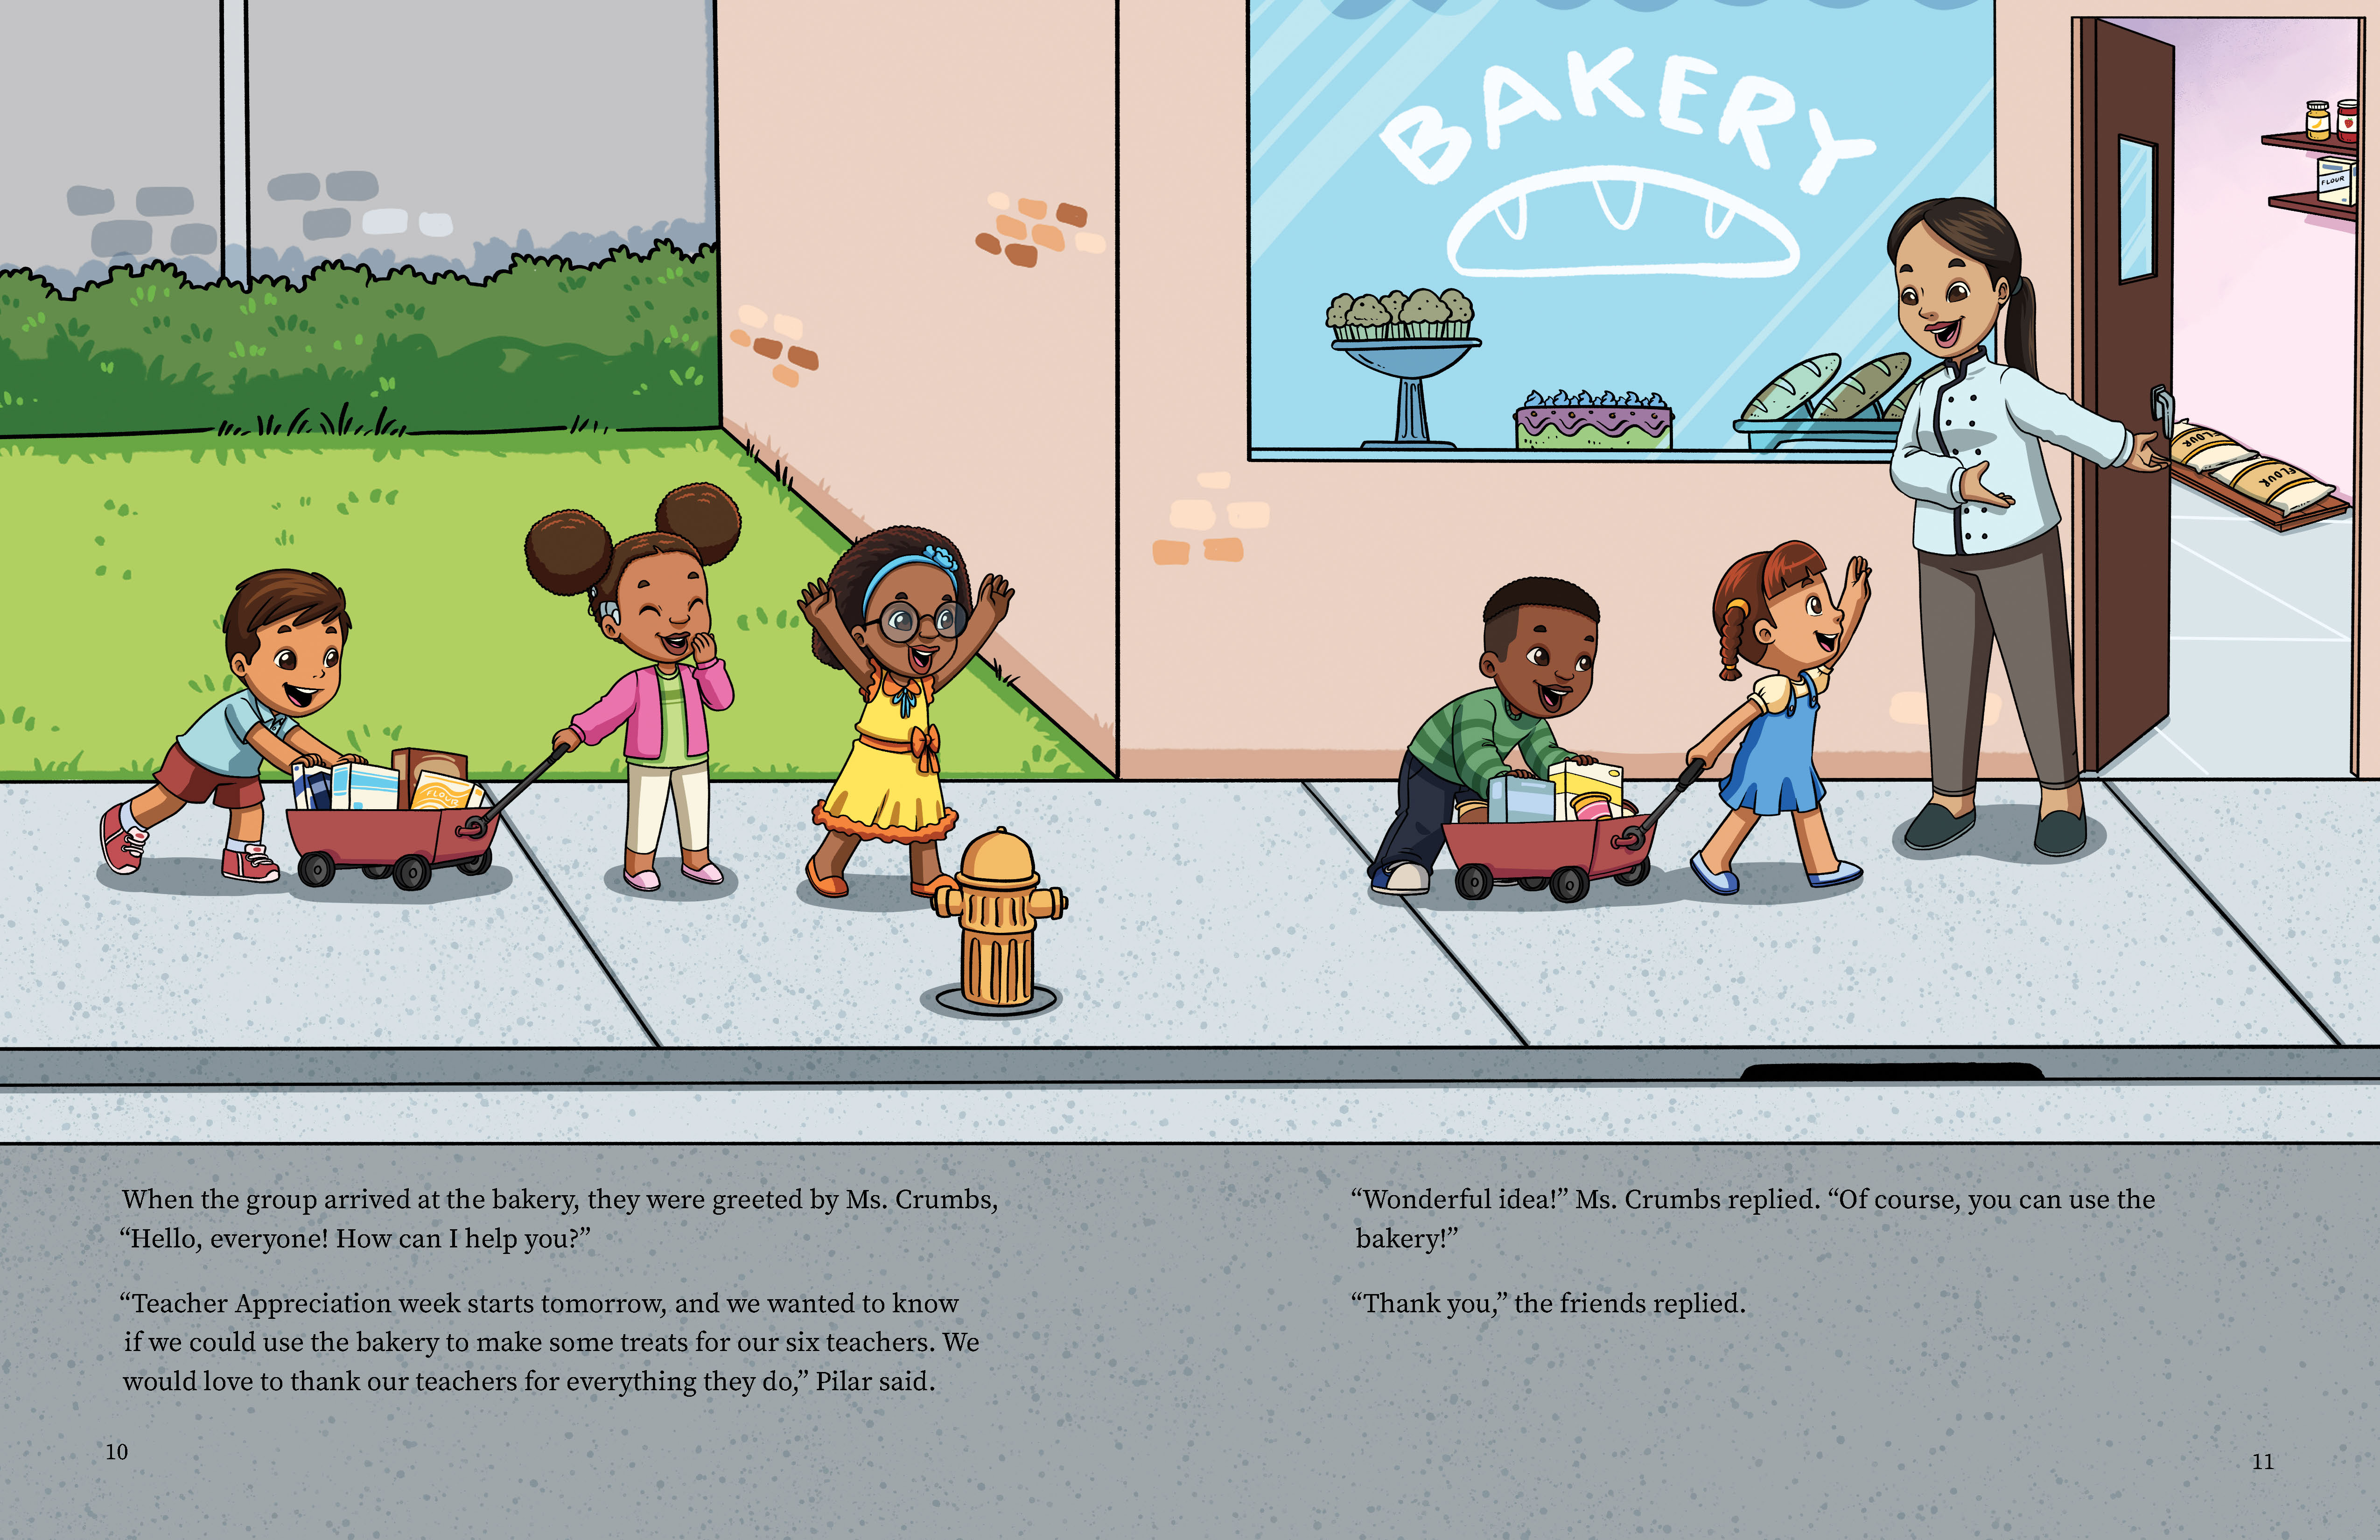 BAKERY
FLOUR
FLOUR
FLOUR
FLOUR
When the group arrived at the bakery, they were greeted by Ms. Crumbs,
“Hello, everyone! How can I help you?”
“Teacher Appreciation week starts tomorrow, and we wanted to know
if we could use the bakery to make some treats for our six teachers. We
would love to thank our teachers for everything they do,” Pilar said.
10
“Wonderful idea!” Ms. Crumbs replied. “Of course, you can use the
bakery!”
“Thank you,” the friends replied.
11